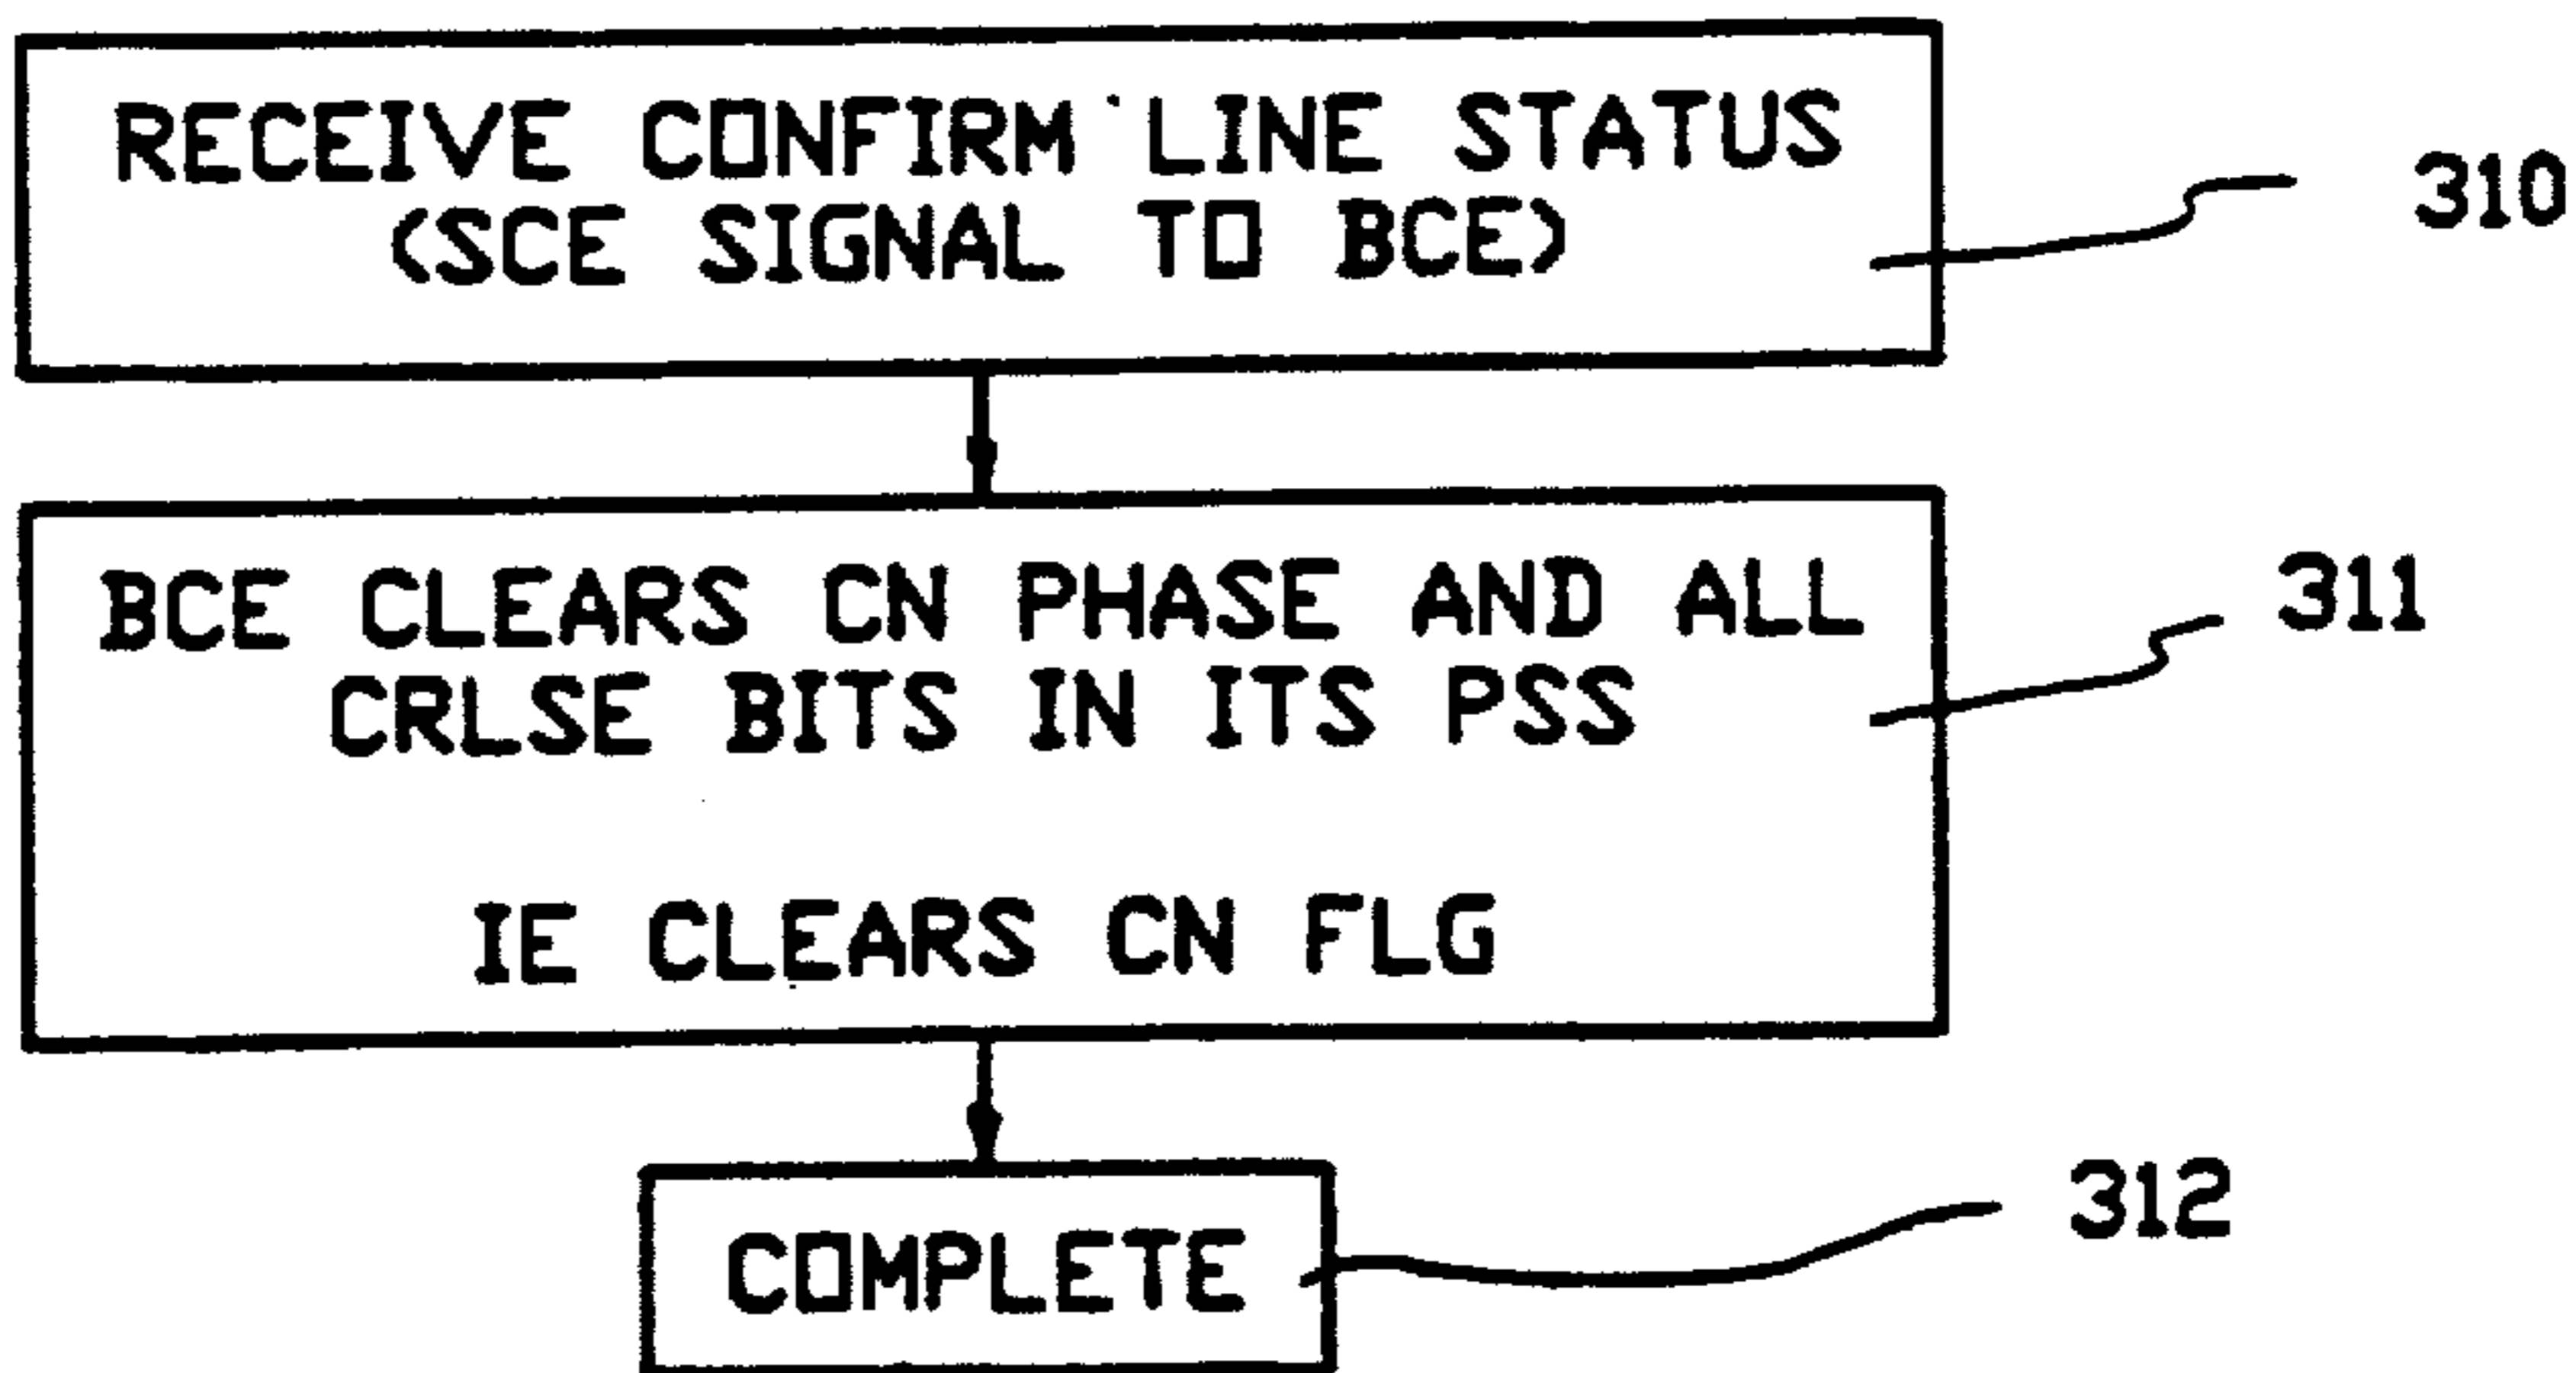 RECEIVE CONFIRM LINE STATUS
(SCE SIGNAL TO BCE)
310
BCE CLEARS CN PHASE AND ALL
CRLSE BITS IN ITS PSS
311
IE CLEARS CN FLG
COMPLETE
312